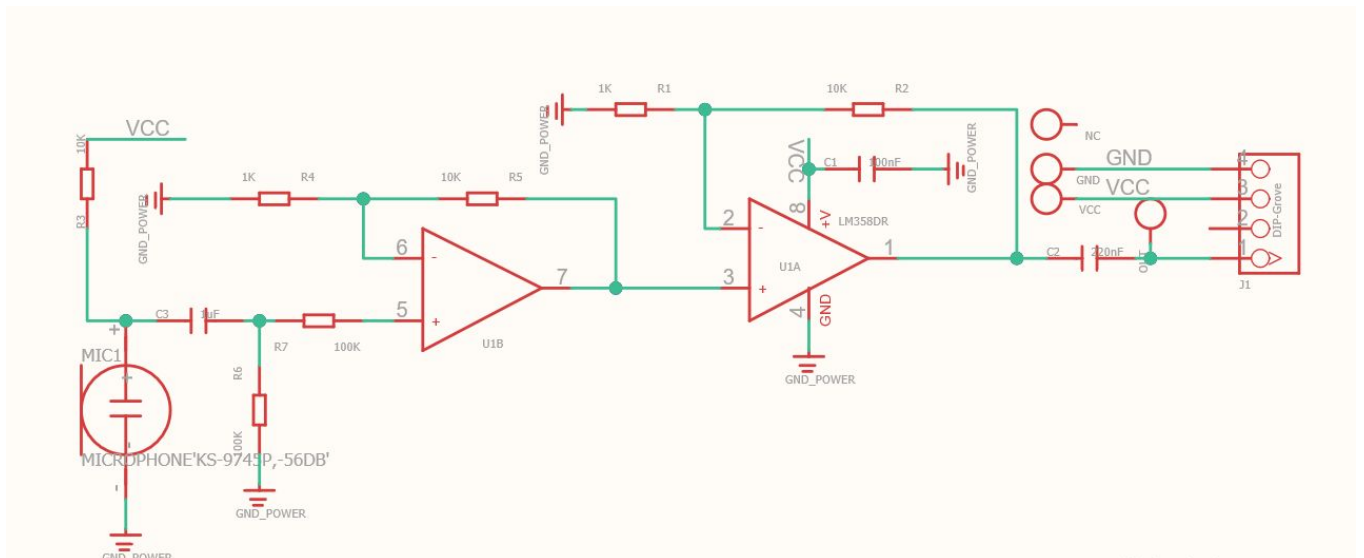 1K
R1
10K
R2
GND_POWER
NC
VCC
10K
R3
VCC
C1
100nF
GND_POWER
GND
4
GND
VCC
3
VCC
2
DIP-Grove
1
J1
1K
R4
10K
R5
GND_POWER
8
+V
LM358DR
2
-
U1A
3
+
1
4
GND
GND_POWER
C2
220nF
OUT
6
-
7
5
+
U1B
C3
1uF
R7
100K
R6
100K
GND_POWER
+
MIC1
+
-
MICROPHONE'KS-9745P,-56DB'
-
GND_POWER